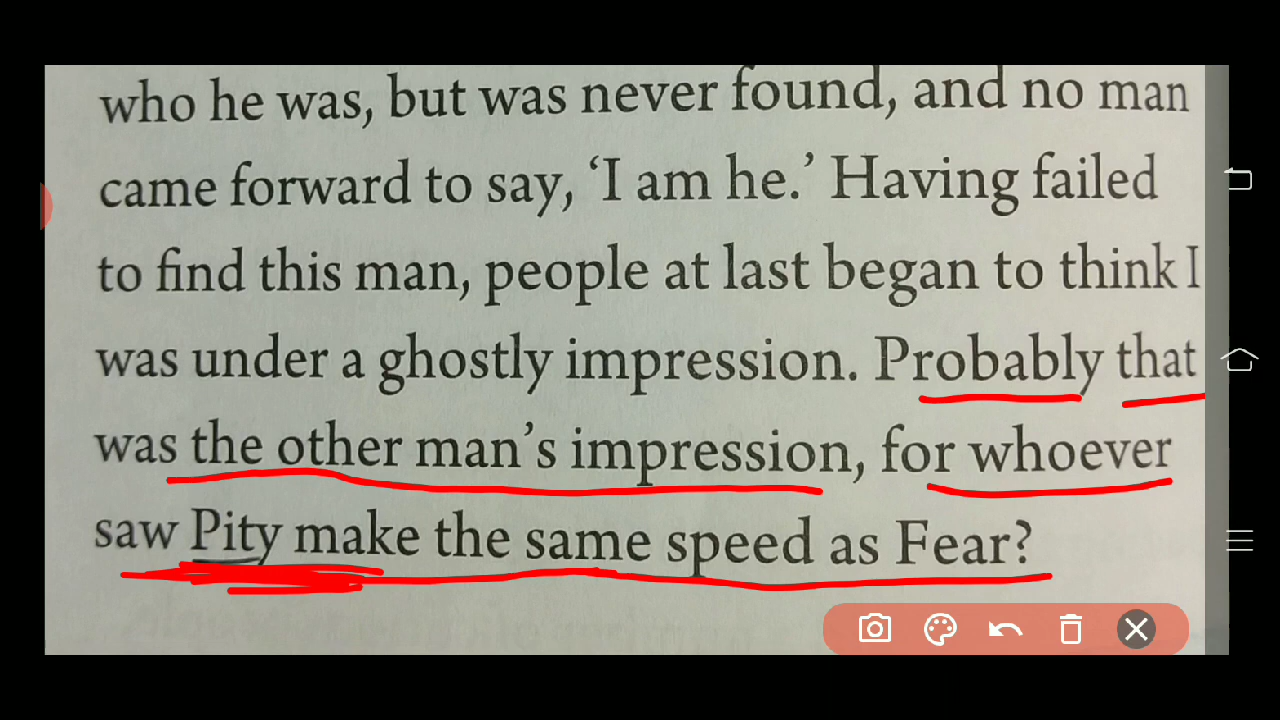 who he was, but was never found, and no man
came forward to say, ‘I am he.’ Having failed
to find this man, people at last began to think I
was under a ghostly impression. Probably that
was the other man’s impression, for whoever
saw Pity make the same speed as Fear?